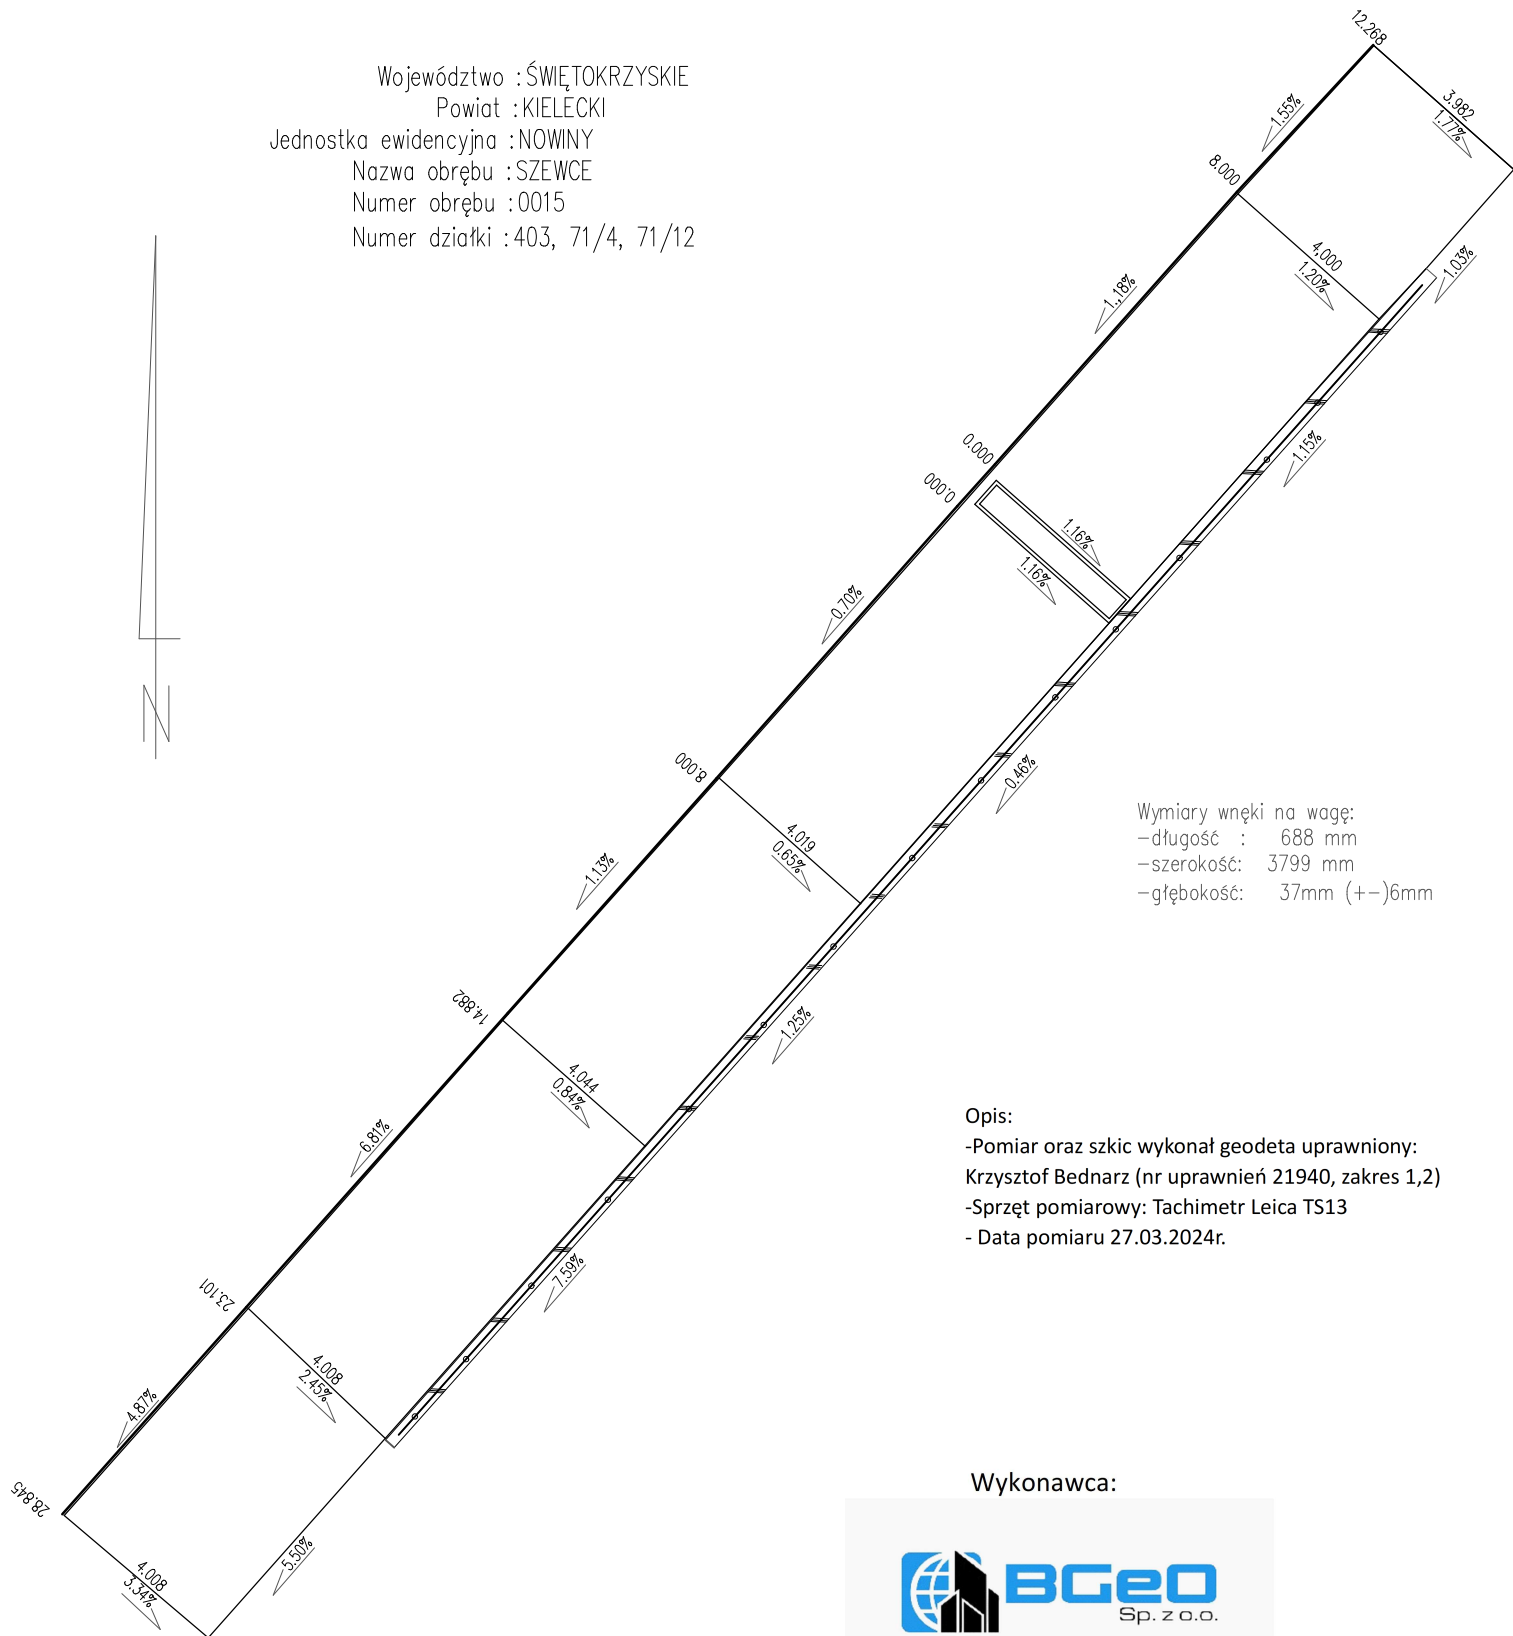 Województwo : ŚWIĘTOKRZYSKIE
Powiat : KIELECKI
Jednostka ewidencyjna : NOWINY
Nazwa obrębu : SZEWCE
Numer obrębu : 0015
Numer działki : 403, 71/4, 71/12
12.268
3.982
1.77%
1.55%
8.000
4,000
1.20%
1.03%
1.,18%
0.000
0.000
1.15%
1.16%
1.16%
0.70%
8.000
4.019
0.65%
0.46%
1.13%
Wymiary wnęki na wagę:
-długość : 688 mm
-szerokość: 3799 mm
-głębokość: 37mm (+-)6mm
14.882
4.044
0.84%
1.25%
6.81%
Opis:
-Pomiar oraz szkic wykonał geodeta uprawniony:
Krzysztof Bednarz (nr uprawnień 21940, zakres 1,2)
-Sprzęt pomiarowy: Tachimetr Leica TS13
- Data pomiaru 27.03.2024r.
7.59%
23.101
4.008
2.45%
4.87%
28.845
4.008
3.34%
5.50%
N
Wykonawca:
BGeO
Sp. z o.o.